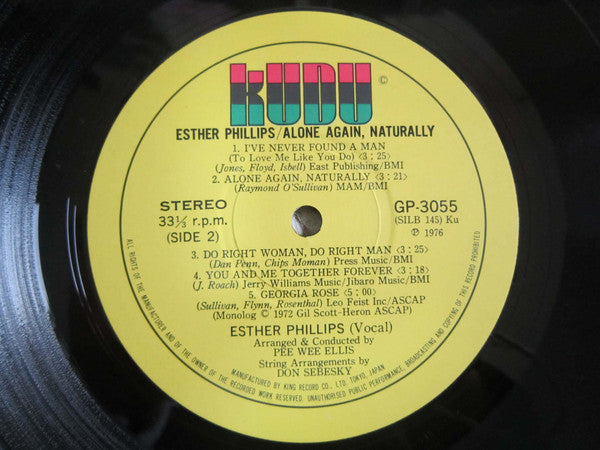 KUDU ©
ESTHER PHILLIPS/ALONE AGAIN, NATURALLY
1. I'VE NEVER FOUND A MAN
(To Love Me Like You Do) <3:25>
(Jones, Floyd, Isbell) East Publishing/BMI
2. ALONE AGAIN, NATURALLY <3:21>
(Raymond O'Sullivan) MAM/BMI
STEREO
33⅓ r.p.m.
(SIDE 2)
GP-3055
(SILB 145) Ku
℗ 1976
3. DO RIGHT WOMAN, DO RIGHT MAN <3:25>
(Dan Penn, Chips Moman) Press Music/BMI
4. YOU AND ME TOGETHER FOREVER <3:18>
(J. Roach) Jerry Williams Music/Jibaro Music/BMI
5. GEORGIA ROSE <5:00>
(Sullivan, Flynn, Rosenthal) Leo Feist Inc/ASCAP
(Monolog © 1972 Gil Scott-Heron ASCAP)
ESTHER PHILLIPS (Vocal)
Arranged & Conducted by
PEE WEE ELLIS
String Arrangements by
DON SEBESKY
ALL RIGHTS OF THE MANUFACTURER AND OF THE OWNER OF THE RECORDED WORK RESERVED. UNAUTHORISED PUBLIC PERFORMANCE, BROADCASTING AND COPYING OF THIS RECORD PROHIBITED
MANUFACTURED BY KING RECORD CO., LTD. TOKYO, JAPAN